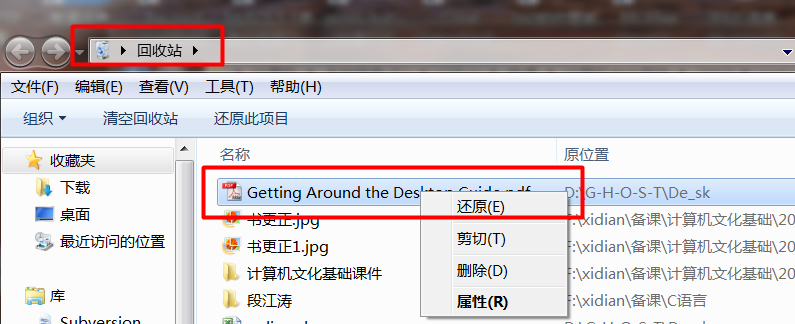 回收站
文件(F) 编辑(E) 查看(V) 工具(T) 帮助(H)
组织 清空回收站 还原此项目
名称 原位置
收藏夹
下载
桌面
最近访问的位置
库
Subversion
Getting Around the Desktop Guide.pdf D:\G-H-O-S-T\De_sk
书更正.jpg F:\xidian\备课\计算机文化基础\20
书更正1.jpg F:\xidian\备课\计算机文化基础\20
计算机文化基础课件 F:\xidian\备课\计算机文化基础\20
段江涛 F:\xidian\备课\C语言
还原(E)
剪切(T)
删除(D)
属性(R)